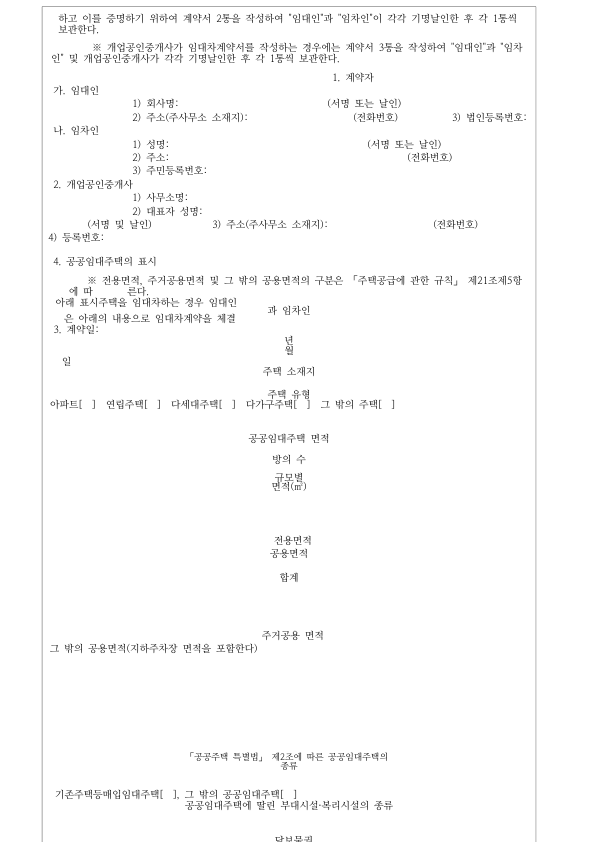 하고 이를 증명하기 위하여 계약서 2통을 작성하여 "임대인"과 "임차인"이 각각 기명날인한 후 각 1통씩
보관한다.
※ 개업공인중개사가 임대차계약서를 작성하는 경우에는 계약서 3통을 작성하여 "임대인"과 "임차
인" 및 개업공인중개사가 각각 기명날인한 후 각 1통씩 보관한다.
1. 계약자
가. 임대인
1) 회사명: (서명 또는 날인)
2) 주소(주사무소 소재지): (전화번호) 3) 법인등록번호:
나. 임차인
1) 성명: (서명 또는 날인)
2) 주소: (전화번호)
3) 주민등록번호:
2. 개업공인중개사
1) 사무소명:
2) 대표자 성명:
(서명 및 날인) 3) 주소(주사무소 소재지): (전화번호)
4) 등록번호:
4. 공공임대주택의 표시
※ 전용면적, 주거공용면적 및 그 밖의 공용면적의 구분은 「주택공급에 관한 규칙」 제21조제5항
에 따 른다.
아래 표시주택을 임대차하는 경우 임대인
과 임차인
은 아래의 내용으로 임대차계약을 체결
3. 계약일:
년
월
일
주택 소재지
주택 유형
아파트[ ] 연립주택[ ] 다세대주택[ ] 다가구주택[ ] 그 밖의 주택[ ]
공공임대주택 면적
방의 수
규모별
면적(㎡)
전용면적
공용면적
합계
주거공용 면적
그 밖의 공용면적(지하주차장 면적을 포함한다)
「공공주택 특별법」 제2조에 따른 공공임대주택의
종류
기존주택등매입임대주택[ ], 그 밖의 공공임대주택[ ]
공공임대주택에 딸린 부대시설·복리시설의 종류
담보물권